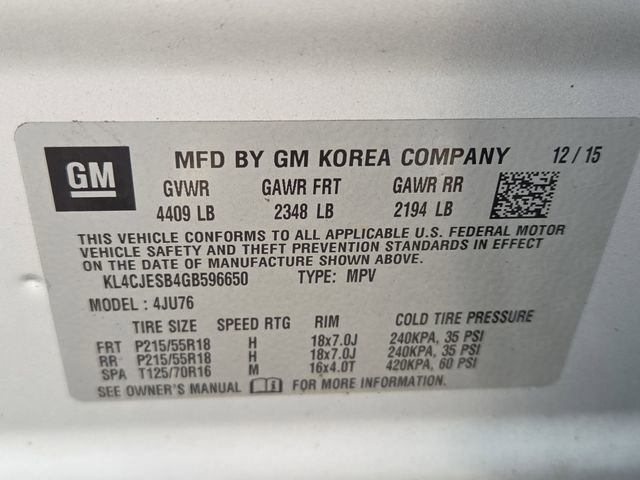 GM MFD BY GM KOREA COMPANY 12/15
GVWR GAWR FRT GAWR RR
4409 LB 2348 LB 2194 LB
THIS VEHICLE CONFORMS TO ALL APPLICABLE U.S. FEDERAL MOTOR
VEHICLE SAFETY AND THEFT PREVENTION STANDARDS IN EFFECT
ON THE DATE OF MANUFACTURE SHOWN ABOVE.
KL4CJESB4GB596650 TYPE: MPV
MODEL: 4JU76
TIRE SIZE SPEED RTG RIM COLD TIRE PRESSURE
FRT P215/55R18 H 18x7.0J 240KPA, 35 PSI
RR P215/55R18 H 18x7.0J 240KPA, 35 PSI
SPA T125/70R16 M 16x4.0T 420KPA, 60 PSI
SEE OWNER'S MANUAL FOR MORE INFORMATION.